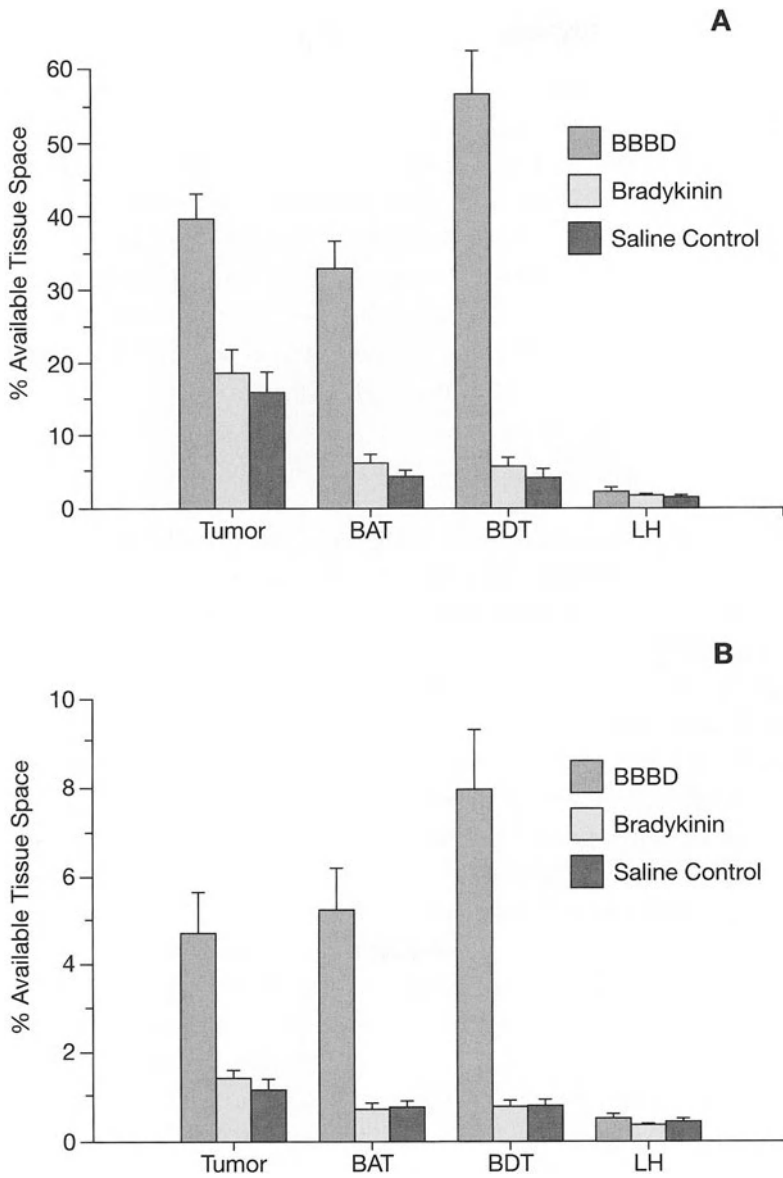 A
% Available Tissue Space
60
50
40
30
20
10
0
BBBD
Bradykinin
Saline Control
Tumor BAT BDT LH
B
% Available Tissue Space
10
8
6
4
2
0
BBBD
Bradykinin
Saline Control
Tumor BAT BDT LH